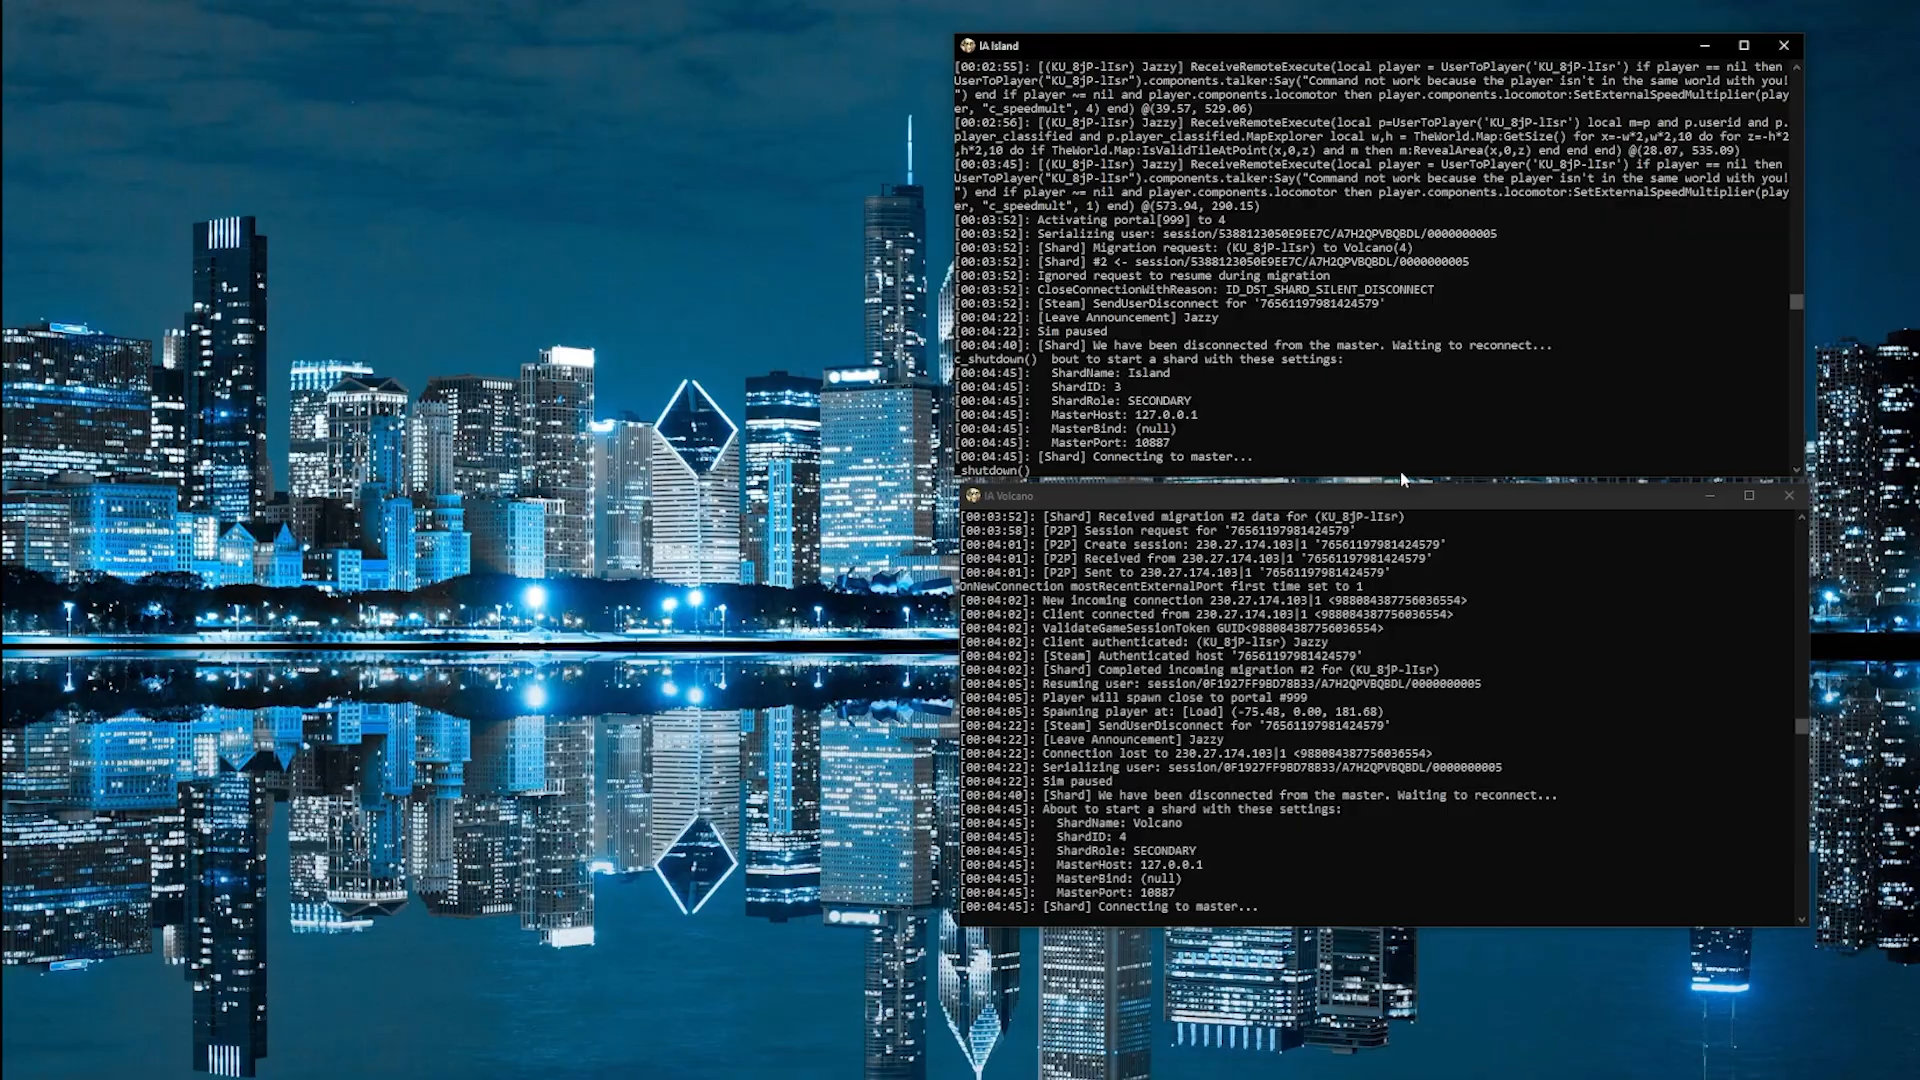 IA Island
[00:02:55]: [(KU_8jP-lIsr) Jazzy] ReceiveRemoteExecute(local player = UserToPlayer('KU_8jP-lIsr') if player == nil then
UserToPlayer("KU_8jP-lIsr").components.talker:Say("Command not work because the player isn't in the same world with you!
") end if player ~= nil and player.components.locomotor then player.components.locomotor:SetExternalSpeedMultiplier(play
er, "c_speedmult", 4) end) @(39.57, 529.06)
[00:02:56]: [(KU_8jP-lIsr) Jazzy] ReceiveRemoteExecute(local p=UserToPlayer('KU_8jP-lIsr') local m=p and p.userid and p.
player_classified and p.player_classified.MapExplorer local w,h = TheWorld.Map:GetSize() for x=-w*2,w*2,10 do for z=-h*2
,h*2,10 do if TheWorld.Map:IsValidTileAtPoint(x,0,z) and m then m:RevealArea(x,0,z) end end end) @(28.07, 535.09)
[00:03:45]: [(KU_8jP-lIsr) Jazzy] ReceiveRemoteExecute(local player = UserToPlayer('KU_8jP-lIsr') if player == nil then
UserToPlayer("KU_8jP-lIsr").components.talker:Say("Command not work because the player isn't in the same world with you!
") end if player ~= nil and player.components.locomotor then player.components.locomotor:SetExternalSpeedMultiplier(play
er, "c_speedmult", 1) end) @(573.94, 290.15)
[00:03:52]: Activating portal[999] to 4
[00:03:52]: Serializing user: session/5388123050E9EE7C/A7H2QPVBQBDL/0000000005
[00:03:52]: [Shard] Migration request: (KU_8jP-lIsr) to Volcano(4)
[00:03:52]: [Shard] #2 <- session/5388123050E9EE7C/A7H2QPVBQBDL/0000000005
[00:03:52]: Ignored request to resume during migration
[00:03:52]: CloseConnectionWithReason: ID_DST_SHARD_SILENT_DISCONNECT
[00:03:52]: [Steam] SendUserDisconnect for '76561197981424579'
[00:04:22]: [Leave Announcement] Jazzy
[00:04:22]: Sim paused
[00:04:40]: [Shard] We have been disconnected from the master. Waiting to reconnect...
c_shutdown()  bout to start a shard with these settings:
[00:04:45]:   ShardName: Island
[00:04:45]:   ShardID: 3
[00:04:45]:   ShardRole: SECONDARY
[00:04:45]:   MasterHost: 127.0.0.1
[00:04:45]:   MasterBind: (null)
[00:04:45]:   MasterPort: 10887
[00:04:45]: [Shard] Connecting to master...
_shutdown()
IA Volcano
[00:03:52]: [Shard] Received migration #2 data for (KU_8jP-lIsr)
[00:03:58]: [P2P] Session request for '76561197981424579'
[00:04:01]: [P2P] Create session: 230.27.174.103|1 '76561197981424579'
[00:04:01]: [P2P] Received from 230.27.174.103|1 '76561197981424579'
[00:04:01]: [P2P] Sent to 230.27.174.103|1 '76561197981424579'
OnNewConnection mostRecentExternalPort first time set to 1
[00:04:02]: New incoming connection 230.27.174.103|1 <9880843877560365​54>
[00:04:02]: Client connected from 230.27.174.103|1 <988084387756036554>
[00:04:02]: ValidateGameSessionToken GUID<988084387756036554>
[00:04:02]: Client authenticated: (KU_8jP-lIsr) Jazzy
[00:04:02]: [Steam] Authenticated host '76561197981424579'
[00:04:02]: [Shard] Completed incoming migration #2 for (KU_8jP-lIsr)
[00:04:05]: Resuming user: session/0F1927FF9BD78B33/A7H2QPVBQBDL/0000000005
[00:04:05]: Player will spawn close to portal #999
[00:04:05]: Spawning player at: [Load] (-75.48, 0.00, 181.68)
[00:04:22]: [Steam] SendUserDisconnect for '76561197981424579'
[00:04:22]: [Leave Announcement] Jazzy
[00:04:22]: Connection lost to 230.27.174.103|1 <988084387756036554>
[00:04:22]: Serializing user: session/0F1927FF9BD78B33/A7H2QPVBQBDL/0000000005
[00:04:22]: Sim paused
[00:04:40]: [Shard] We have been disconnected from the master. Waiting to reconnect...
[00:04:45]: About to start a shard with these settings:
[00:04:45]:   ShardName: Volcano
[00:04:45]:   ShardID: 4
[00:04:45]:   ShardRole: SECONDARY
[00:04:45]:   MasterHost: 127.0.0.1
[00:04:45]:   MasterBind: (null)
[00:04:45]:   MasterPort: 10887
[00:04:45]: [Shard] Connecting to master...